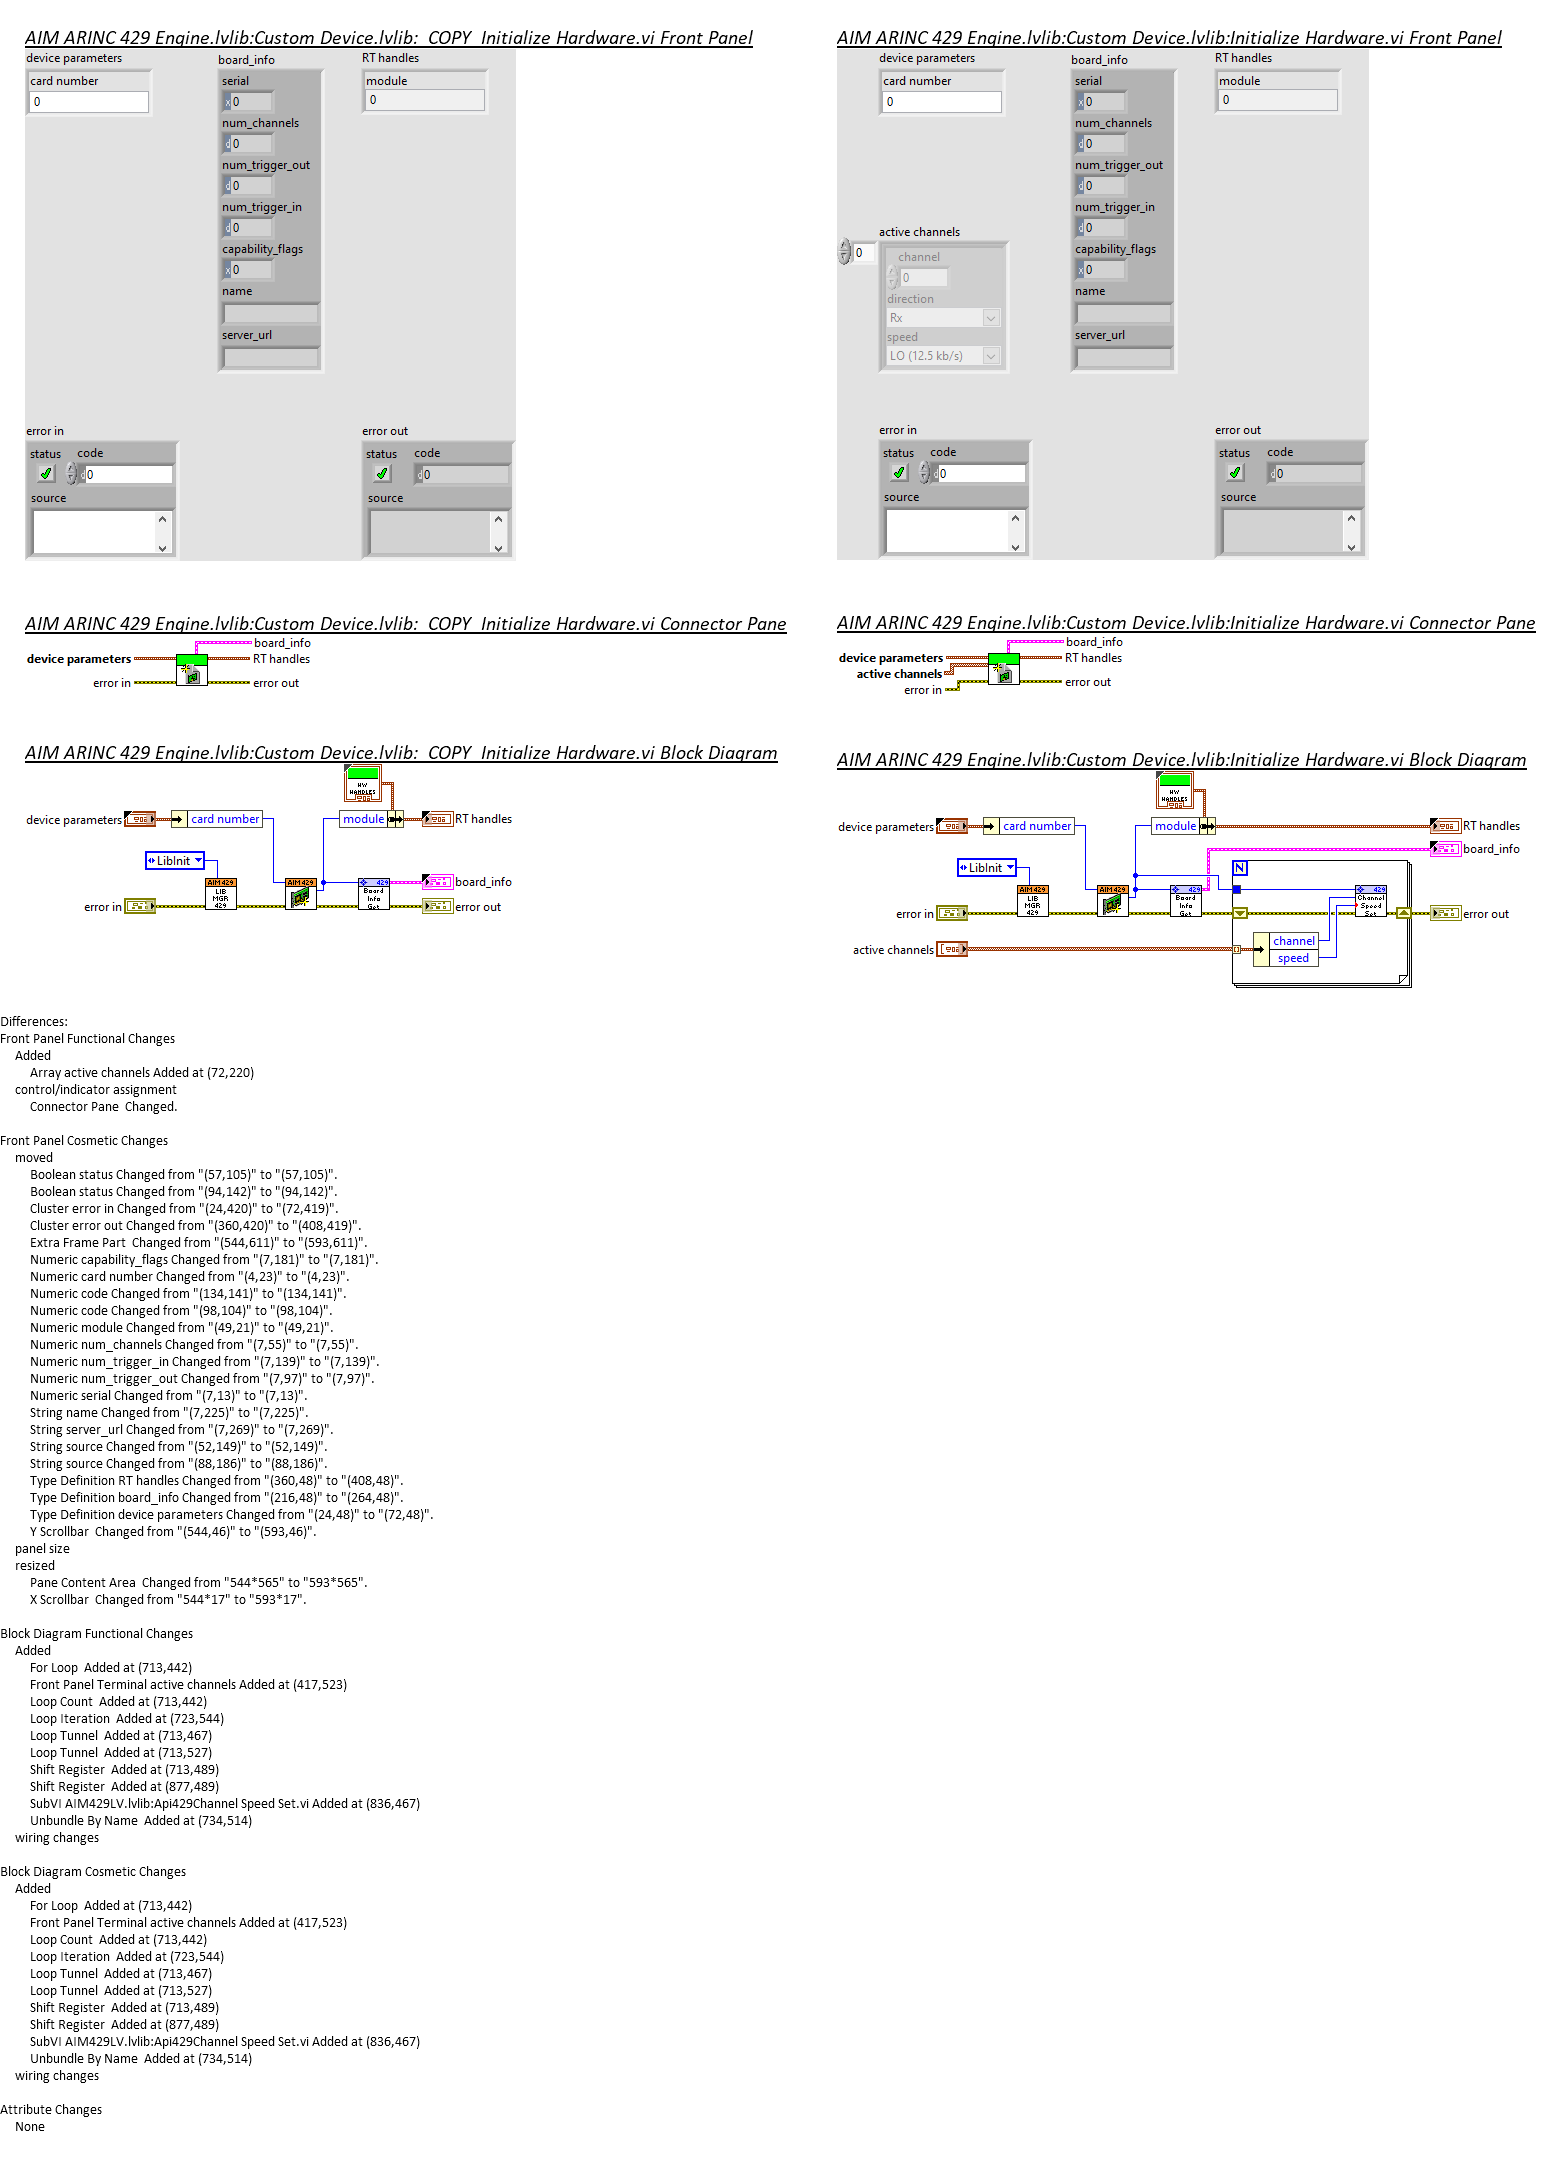 AIM ARINC 429 Engine.lvlib:Custom Device.lvlib:  COPY  Initialize Hardware.vi Front Panel
device parameters
card number
0
board_info
serial
x 0
num_channels
d 0
num_trigger_out
d 0
num_trigger_in
d 0
capability_flags
x 0
name
server_url
RT handles
module
0
error in
status code
d 0
source
error out
status code
d 0
source
AIM ARINC 429 Engine.lvlib:Custom Device.lvlib:Initialize Hardware.vi Front Panel
device parameters
card number
0
active channels
0
channel
0
direction
Rx
speed
LO (12.5 kb/s)
board_info
serial
x 0
num_channels
d 0
num_trigger_out
d 0
num_trigger_in
d 0
capability_flags
x 0
name
server_url
RT handles
module
0
error in
status code
d 0
source
error out
status code
d 0
source
AIM ARINC 429 Engine.lvlib:Custom Device.lvlib:  COPY  Initialize Hardware.vi Connector Pane
board_info
device parameters RT handles
error in error out
AIM ARINC 429 Engine.lvlib:Custom Device.lvlib:Initialize Hardware.vi Connector Pane
board_info
device parameters RT handles
active channels
error in error out
AIM ARINC 429 Engine.lvlib:Custom Device.lvlib:  COPY  Initialize Hardware.vi Block Diagram
HW
HANDLES
device parameters card number module RT handles
LibInit
AIM429
LIB
MGR
429
AIM429
429
Board
Info
Get
board_info
error in error out
AIM ARINC 429 Engine.lvlib:Custom Device.lvlib:Initialize Hardware.vi Block Diagram
HW
HANDLES
device parameters card number module RT handles
board_info
LibInit
N
AIM429
LIB
MGR
429
AIM429
429
Board
Info
Get
429
Channel
Speed
Set
error in error out
active channels
channel
speed
Differences:
Front Panel Functional Changes
Added
Array active channels Added at (72,220)
control/indicator assignment
Connector Pane  Changed.
Front Panel Cosmetic Changes
moved
Boolean status Changed from "(57,105)" to "(57,105)".
Boolean status Changed from "(94,142)" to "(94,142)".
Cluster error in Changed from "(24,420)" to "(72,419)".
Cluster error out Changed from "(360,420)" to "(408,419)".
Extra Frame Part  Changed from "(544,611)" to "(593,611)".
Numeric capability_flags Changed from "(7,181)" to "(7,181)".
Numeric card number Changed from "(4,23)" to "(4,23)".
Numeric code Changed from "(134,141)" to "(134,141)".
Numeric code Changed from "(98,104)" to "(98,104)".
Numeric module Changed from "(49,21)" to "(49,21)".
Numeric num_channels Changed from "(7,55)" to "(7,55)".
Numeric num_trigger_in Changed from "(7,139)" to "(7,139)".
Numeric num_trigger_out Changed from "(7,97)" to "(7,97)".
Numeric serial Changed from "(7,13)" to "(7,13)".
String name Changed from "(7,225)" to "(7,225)".
String server_url Changed from "(7,269)" to "(7,269)".
String source Changed from "(52,149)" to "(52,149)".
String source Changed from "(88,186)" to "(88,186)".
Type Definition RT handles Changed from "(360,48)" to "(408,48)".
Type Definition board_info Changed from "(216,48)" to "(264,48)".
Type Definition device parameters Changed from "(24,48)" to "(72,48)".
Y Scrollbar  Changed from "(544,46)" to "(593,46)".
panel size
resized
Pane Content Area  Changed from "544*565" to "593*565".
X Scrollbar  Changed from "544*17" to "593*17".
Block Diagram Functional Changes
Added
For Loop  Added at (713,442)
Front Panel Terminal active channels Added at (417,523)
Loop Count  Added at (713,442)
Loop Iteration  Added at (723,544)
Loop Tunnel  Added at (713,467)
Loop Tunnel  Added at (713,527)
Shift Register  Added at (713,489)
Shift Register  Added at (877,489)
SubVI AIM429LV.lvlib:Api429Channel Speed Set.vi Added at (836,467)
Unbundle By Name  Added at (734,514)
wiring changes
Block Diagram Cosmetic Changes
Added
For Loop  Added at (713,442)
Front Panel Terminal active channels Added at (417,523)
Loop Count  Added at (713,442)
Loop Iteration  Added at (723,544)
Loop Tunnel  Added at (713,467)
Loop Tunnel  Added at (713,527)
Shift Register  Added at (713,489)
Shift Register  Added at (877,489)
SubVI AIM429LV.lvlib:Api429Channel Speed Set.vi Added at (836,467)
Unbundle By Name  Added at (734,514)
wiring changes
Attribute Changes
None